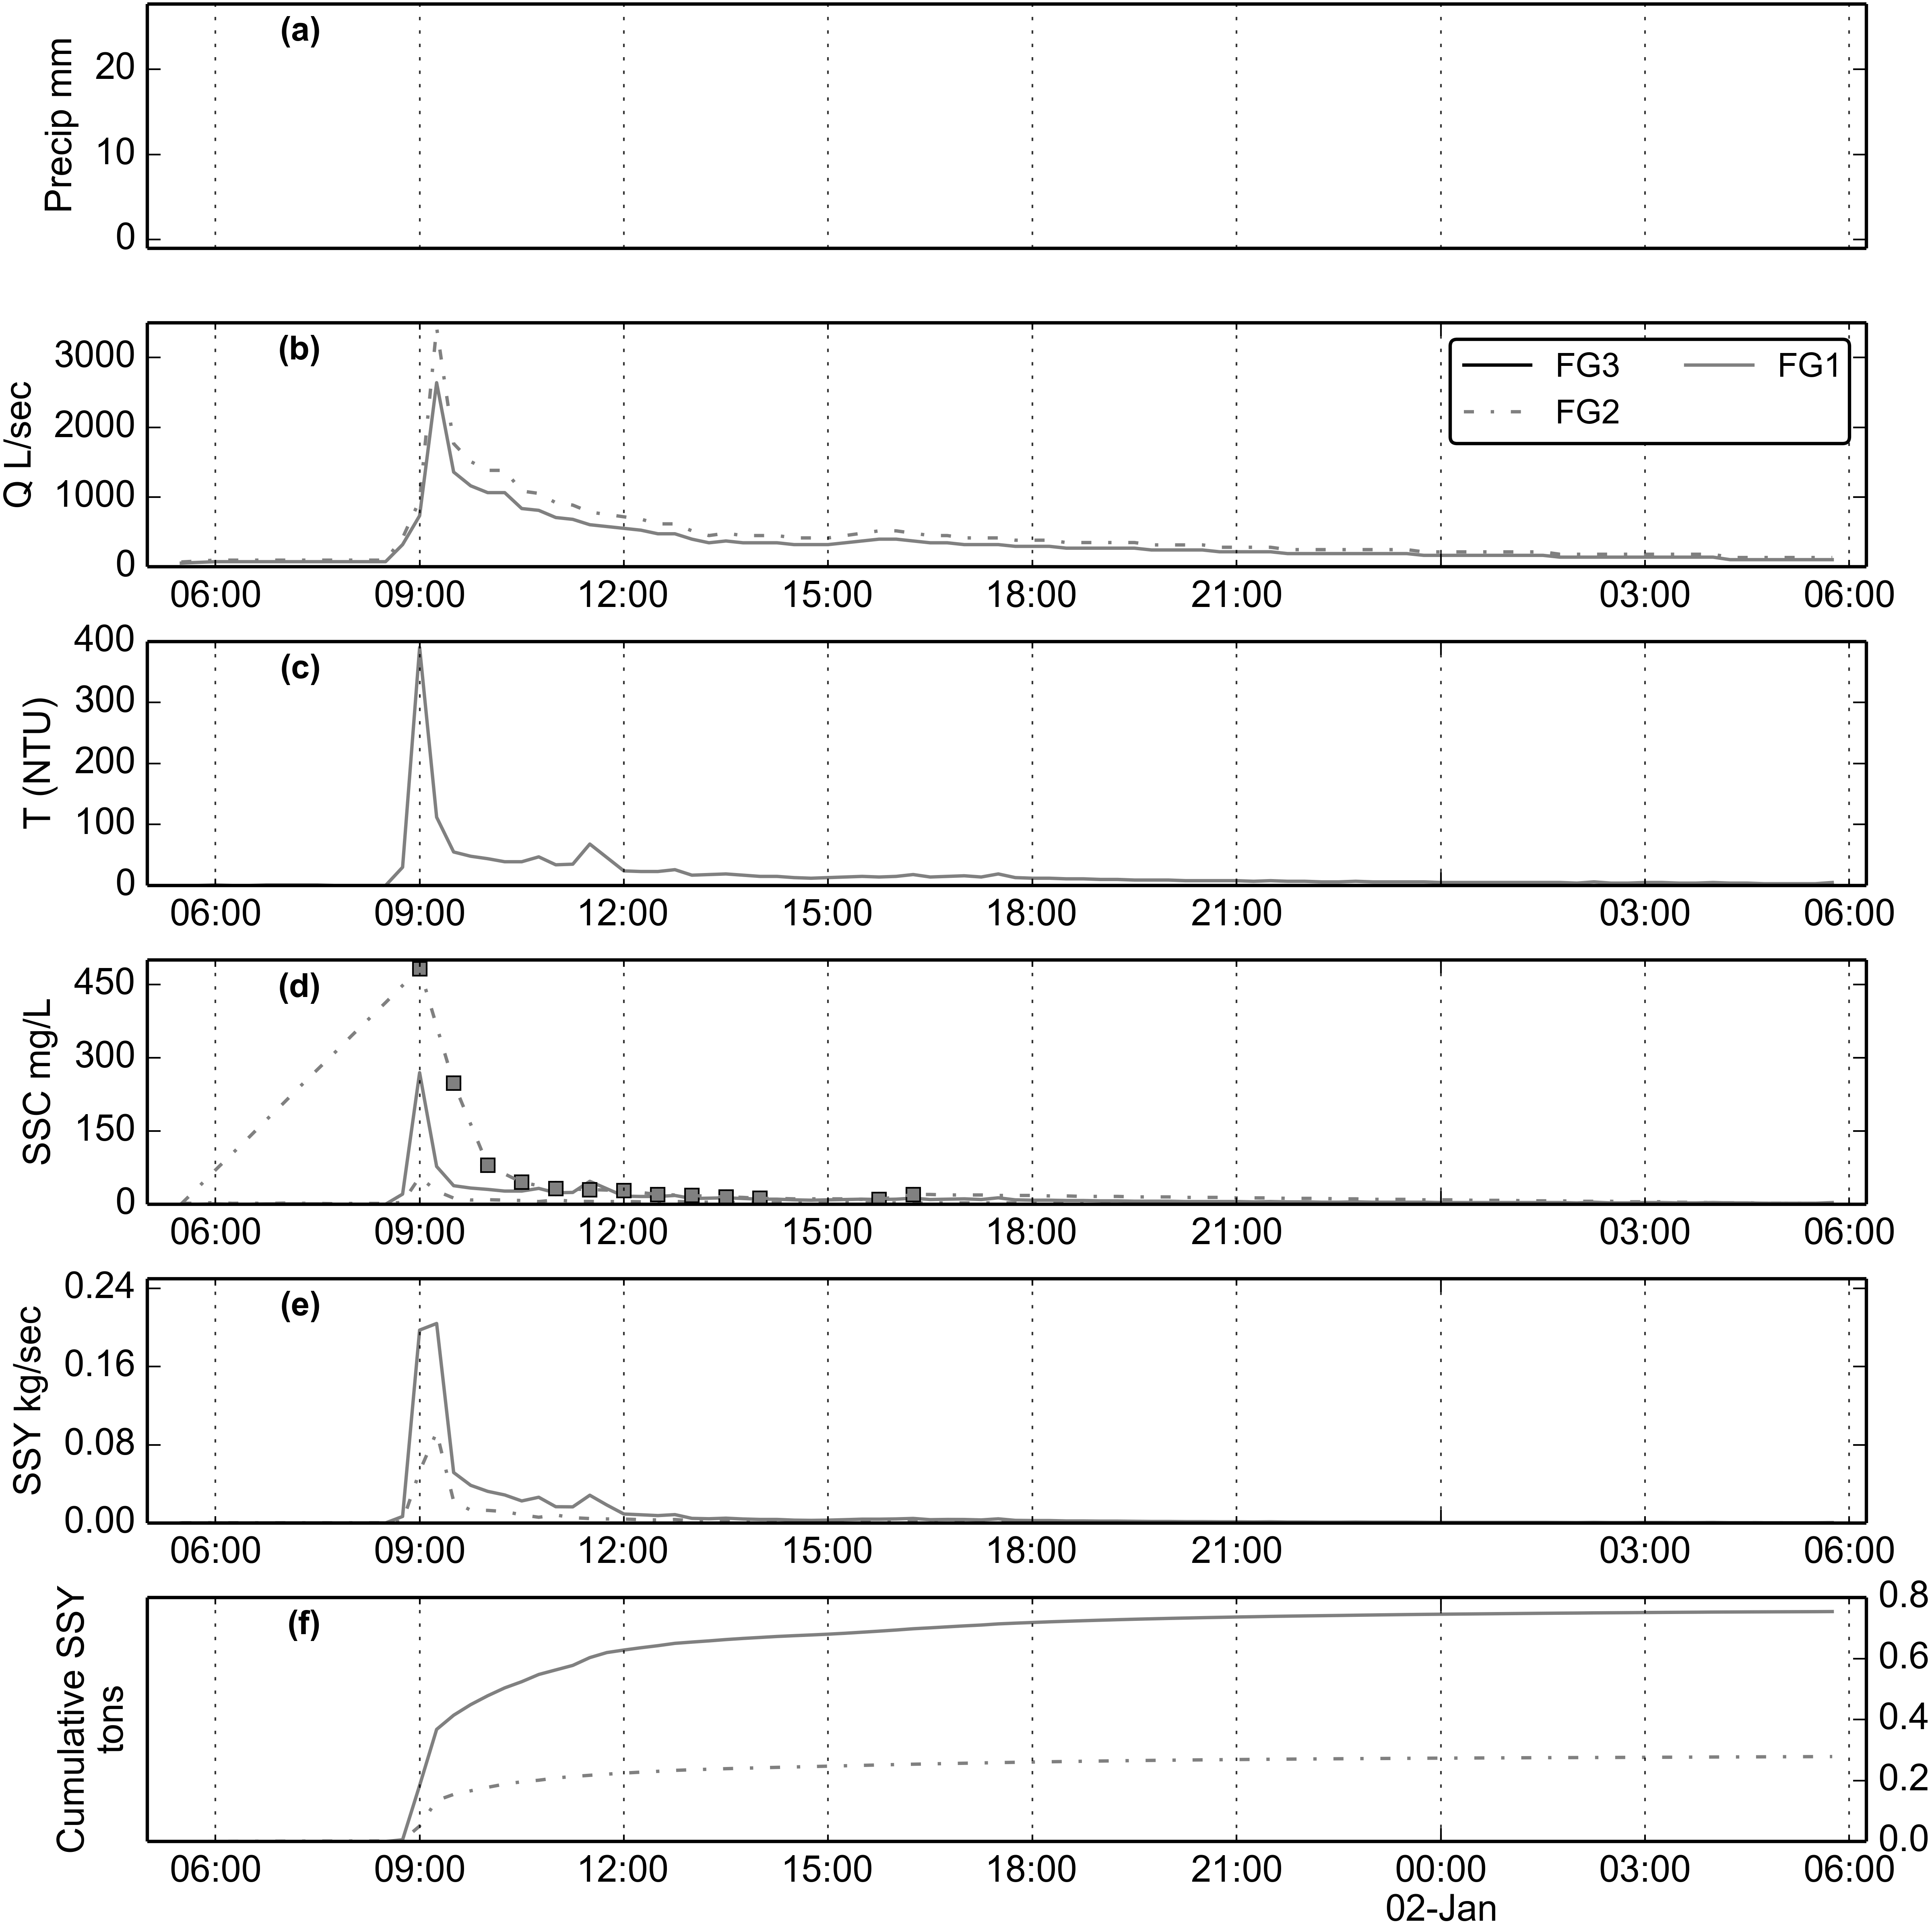 (a)
Precip mm
20
10
0
(b)
Q L/sec
3000
2000
1000
0
FG3 FG1
FG2
06:00 09:00 12:00 15:00 18:00 21:00 03:00 06:00
(c)
T (NTU)
400
300
200
100
0
06:00 09:00 12:00 15:00 18:00 21:00 03:00 06:00
(d)
SSC mg/L
450
300
150
0
06:00 09:00 12:00 15:00 18:00 21:00 03:00 06:00
(e)
SSY kg/sec
0.24
0.16
0.08
0.00
06:00 09:00 12:00 15:00 18:00 21:00 03:00 06:00
(f)
Cumulative SSY
tons
0.8
0.6
0.4
0.2
0.0
06:00 09:00 12:00 15:00 18:00 21:00 00:00 03:00 06:00
02-Jan